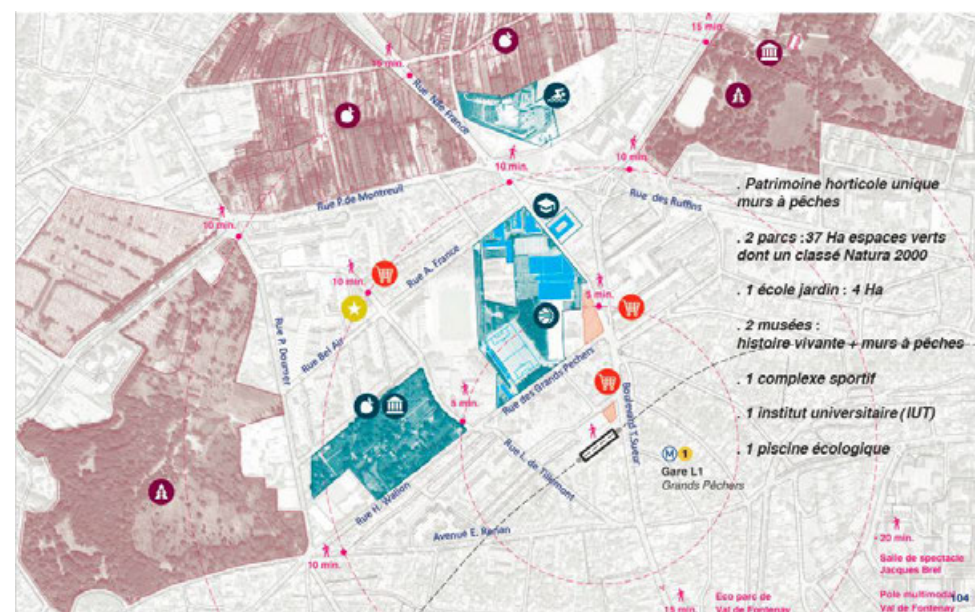 15 min.
15 min.
Rue Nlle France
10 min.
10 min.
Rue P. de Montreuil
Rue des Ruffins
10 min.
. Patrimoine horticole unique
murs à pêches
. 2 parcs : 37 Ha espaces verts
dont un classé Natura 2000
. 1 école jardin : 4 Ha
. 2 musées :
histoire vivante + murs à pêches
. 1 complexe sportif
. 1 institut universitaire (IUT)
. 1 piscine écologique
Rue A. France
10 min.
5 min.
Rue Bel Air
Rue P. Doumer
Rue des Grands Pechers
5 min.
Boulevard T.Sueur
Rue L. de Tillemont
M 1
Gare L1
Grands Pêchers
Rue H. Wallon
Avenue E. Renan
10 min.
20 min.
Salle de spectacle
Jacques Brel
Eco parc de
Val de Fontenay
15 min.
Pôle multimodal
Val de Fontenay
104